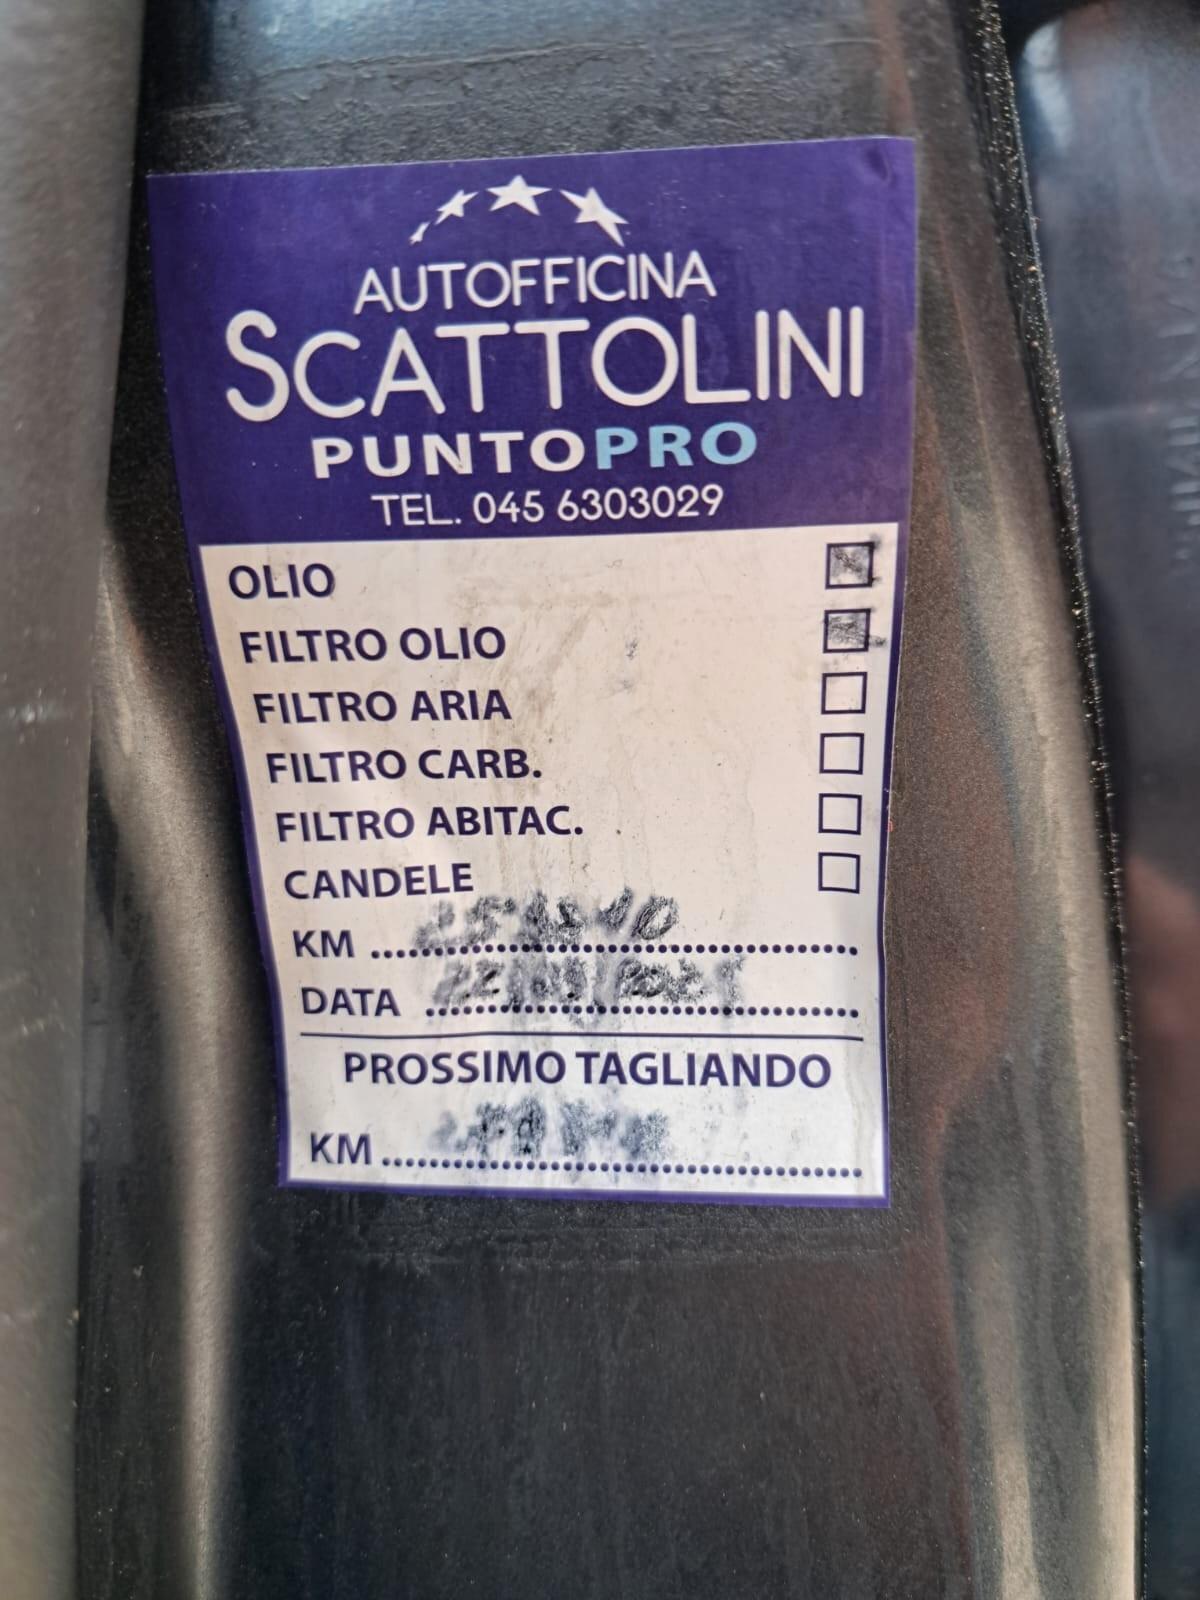 AUTOFFICINA
SCATTOLINI
PUNTOPRO
TEL. 045 6303029
OLIO
FILTRO OLIO
FILTRO ARIA
FILTRO CARB.
FILTRO ABITAC.
CANDELE
KM
DATA
PROSSIMO TAGLIANDO
KM